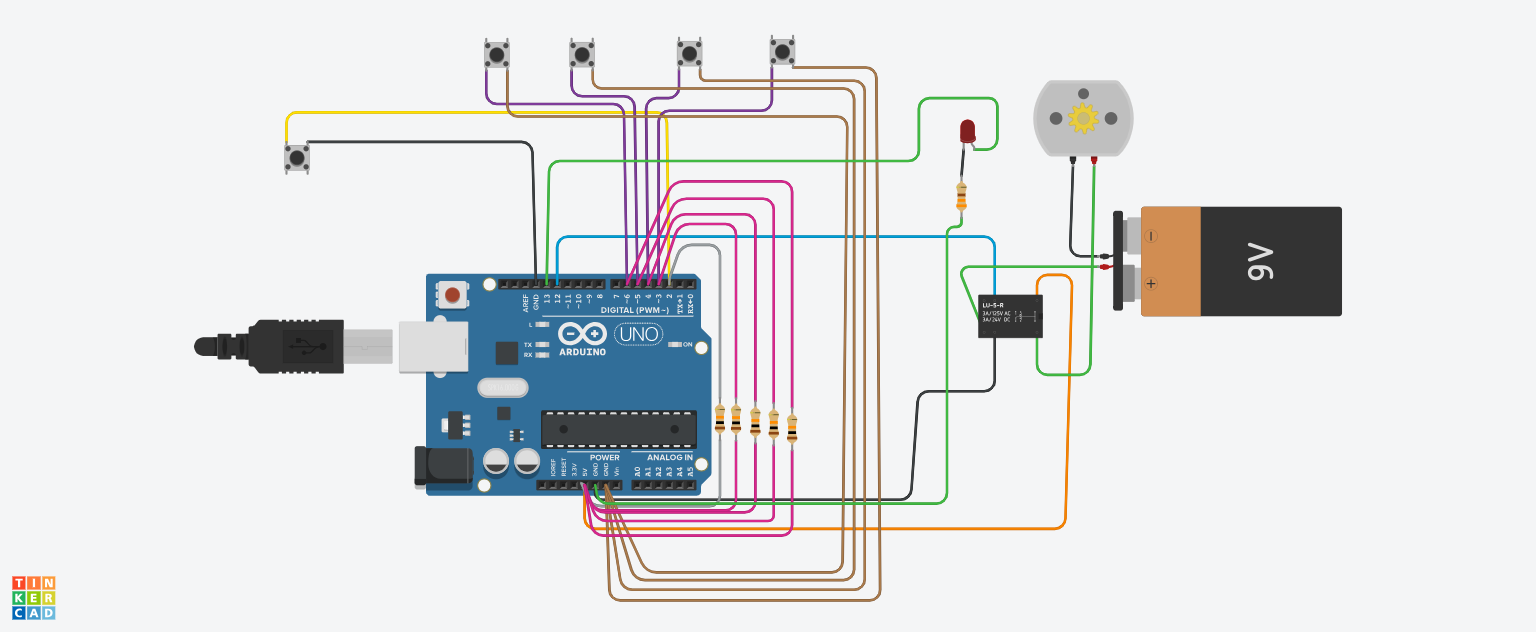 9V
LU-5-R
3A/125V AC
3A/24V DC
AREF
GND
13
12
~11
~10
~9
8
7
~6
~5
4
~3
2
TX→1
RX←0
DIGITAL (PWM~)
L
TX
RX
UNO
ON
ARDUINO
POWER
ANALOG IN
IOREF
RESET
3.3V
5V
GND
GND
Vin
A0
A1
A2
A3
A4
A5
TIN
KER
CAD